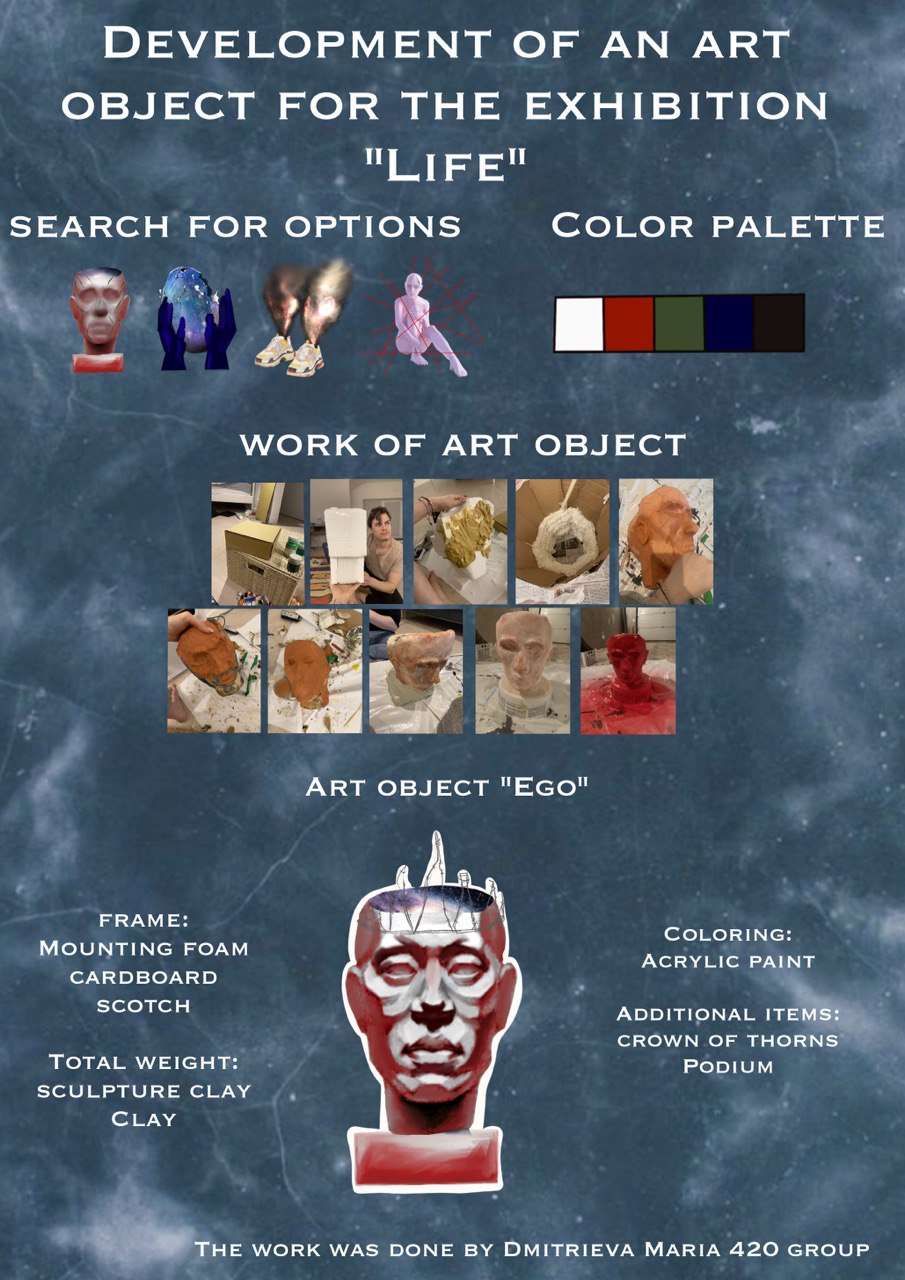 Development of an art
object for the exhibition
"Life"
search for options
Color palette
work of art object
Art object "Ego"
frame:
Mounting foam
cardboard
scotch
Total weight:
sculpture clay
Clay
Coloring:
Acrylic paint
Additional items:
crown of thorns
Podium
The work was done by Dmitrieva Maria 420 group